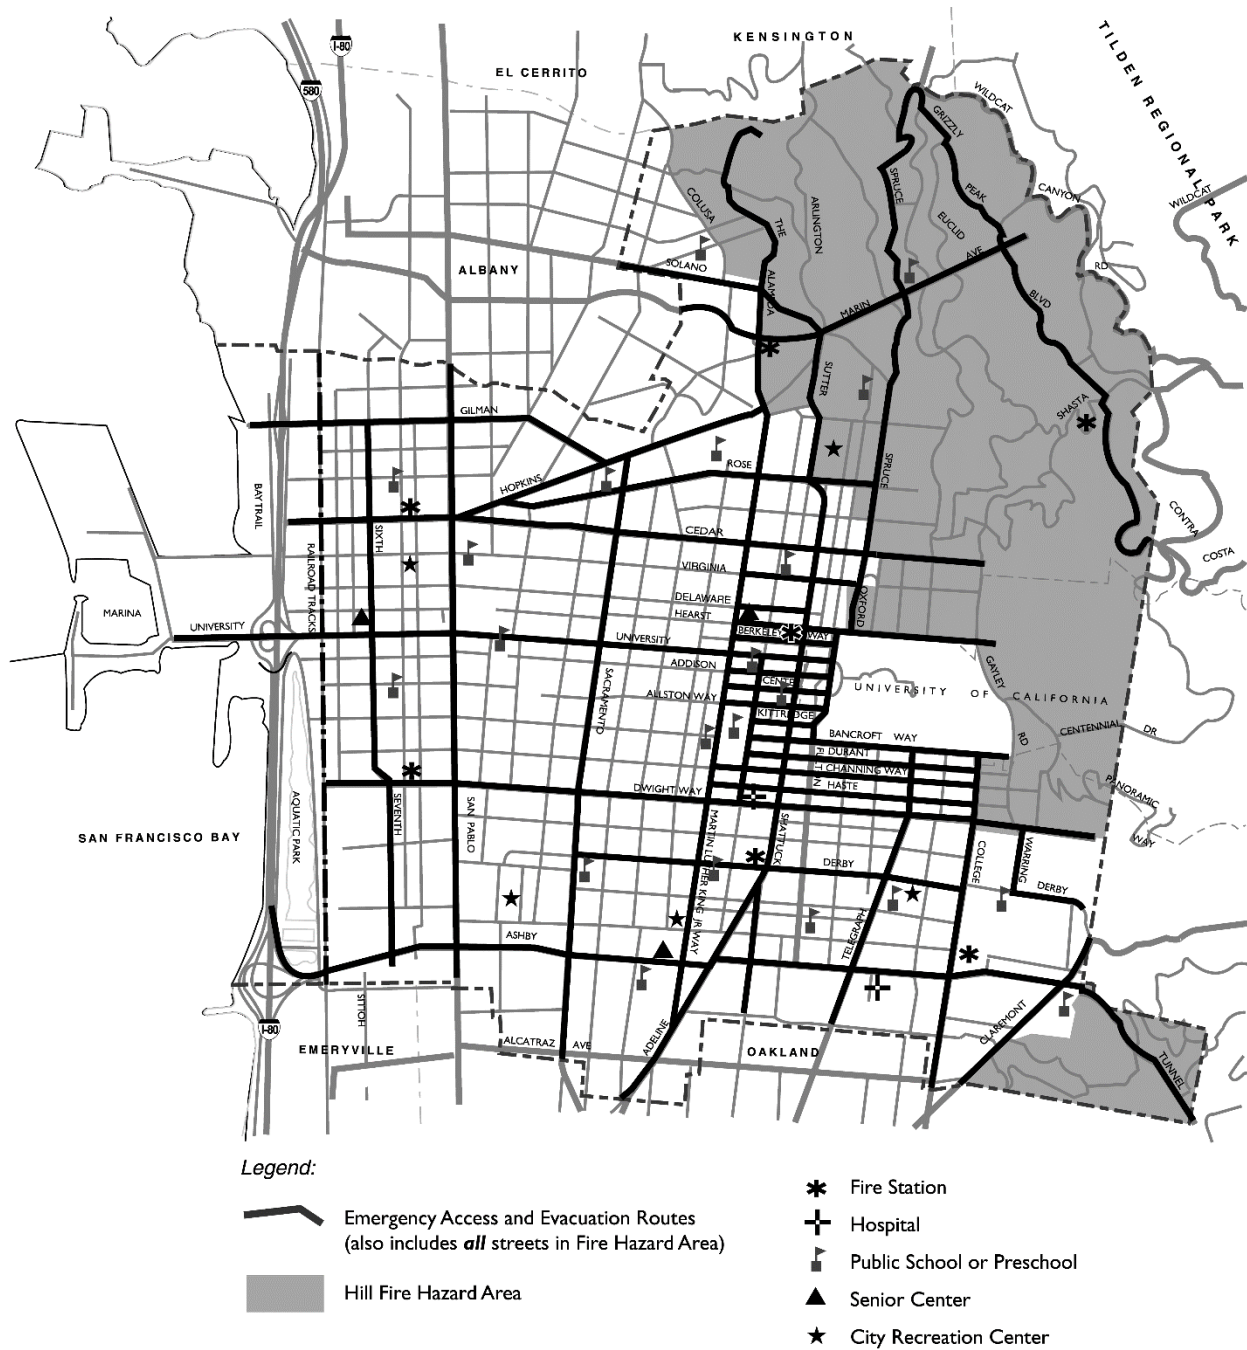 KENSINGTON
TILDEN REGIONAL PARK
I-80
EL CERRITO
580
WILDCAT
GRIZZLY
PEAK
CANYON
WILDCAT
SPRUCE
COLUSA
ARLINGTON
EUCLID
THE
AVE
RD
SOLANO
ALBANY
ALAMEDA
MARIN
BLVD
SUTTER
SHASTA
GILMAN
ROSE
SPRUCE
HOPKINS
BAY TRAIL
CONTRA
COSTA
SIXTH
CEDAR
RAILROAD TRACKS
VIRGINIA
DELAWARE
OXFORD
MARINA
HEARST
UNIVERSITY
BERKELEY WAY
UNIVERSITY
ADDISON
GAYLEY
CENTER
SACRAMENTO
ALLSTON WAY
UNIVERSITY OF CALIFORNIA
KITTREDGE
RD
CENTENNIAL
DR
BANCROFT WAY
DURANT
FULTON
CHANNING WAY
HASTE
DWIGHT WAY
PANORAMIC
WAY
SAN FRANCISCO BAY
AQUATIC PARK
SEVENTH
SAN PABLO
MARTIN LUTHER KING JR WAY
SHATTUCK
COLLEGE
WARRING
DERBY
DERBY
TELEGRAPH
ASHBY
HOLLIS
CLAREMONT
I-80
EMERYVILLE
ALCATRAZ AVE
ADELINE
OAKLAND
TUNNEL
Legend:
Emergency Access and Evacuation Routes
(also includes all streets in Fire Hazard Area)
Hill Fire Hazard Area
Fire Station
Hospital
Public School or Preschool
Senior Center
City Recreation Center